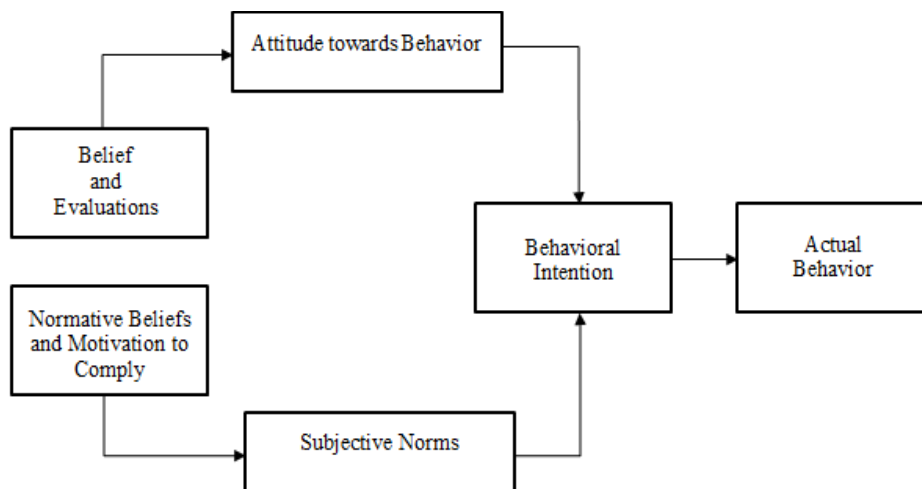 Attitude towards Behavior
Belief
and
Evaluations
Behavioral
Intention
Actual
Behavior
Normative Beliefs
and Motivation to
Comply
Subjective Norms